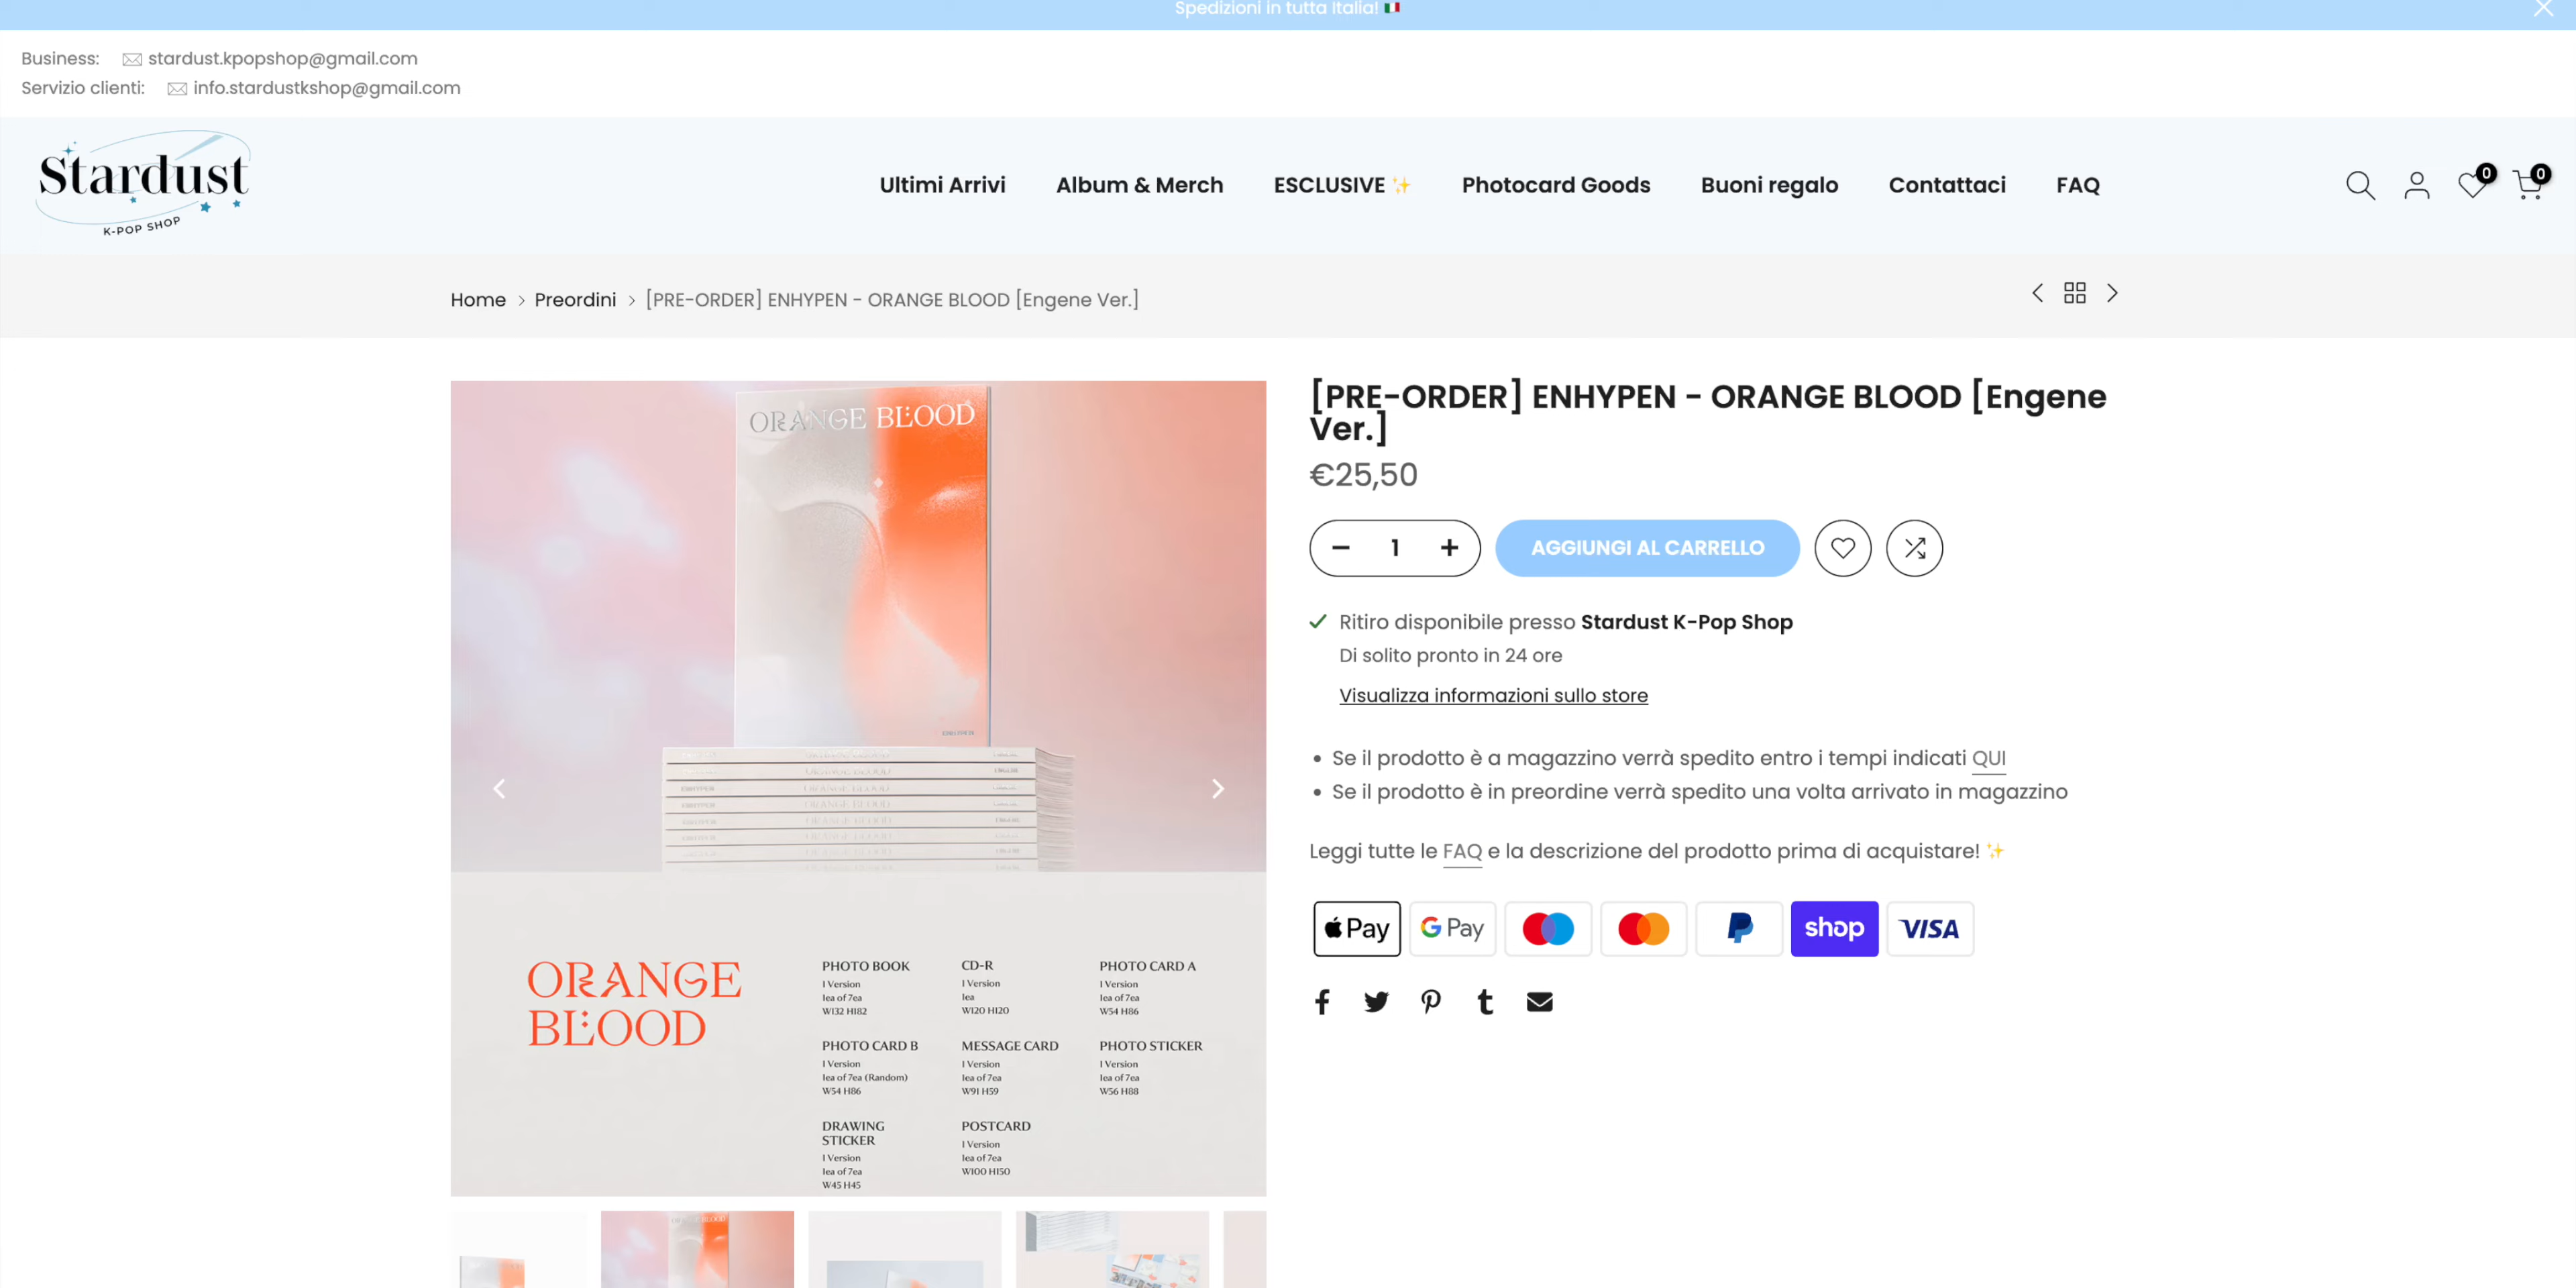 Spedizioni in tutta Italia!
Business: stardust.kpopshop@gmail.com
Servizio clienti: info.stardustkshop@gmail.com
Stardust
K-POP SHOP
Ultimi Arrivi Album & Merch ESCLUSIVE ✨ Photocard Goods Buoni regalo Contattaci FAQ
0 0
Home > Preordini > [PRE-ORDER] ENHYPEN - ORANGE BLOOD [Engene Ver.]
ORANGE BLOOD
ENHYPEN
ORANGE
BLOOD
PHOTO BOOK
1 Version
1ea of 7ea
W132 H182
CD-R
1 Version
1ea
W120 H120
PHOTO CARD A
1 Version
1ea of 7ea
W54 H86
PHOTO CARD B
1 Version
1ea of 7ea (Random)
W54 H86
MESSAGE CARD
1 Version
1ea of 7ea
W91 H59
PHOTO STICKER
1 Version
1ea of 7ea
W56 H88
DRAWING
STICKER
1 Version
1ea of 7ea
W45 H45
POSTCARD
1 Version
1ea of 7ea
W100 H150
[PRE-ORDER] ENHYPEN - ORANGE BLOOD [Engene
Ver.]
€25,50
− 1 + AGGIUNGI AL CARRELLO
Ritiro disponibile presso Stardust K-Pop Shop
Di solito pronto in 24 ore
Visualizza informazioni sullo store
• Se il prodotto è a magazzino verrà spedito entro i tempi indicati QUI
• Se il prodotto è in preordine verrà spedito una volta arrivato in magazzino
Leggi tutte le FAQ e la descrizione del prodotto prima di acquistare! ✨
Pay G Pay shop VISA